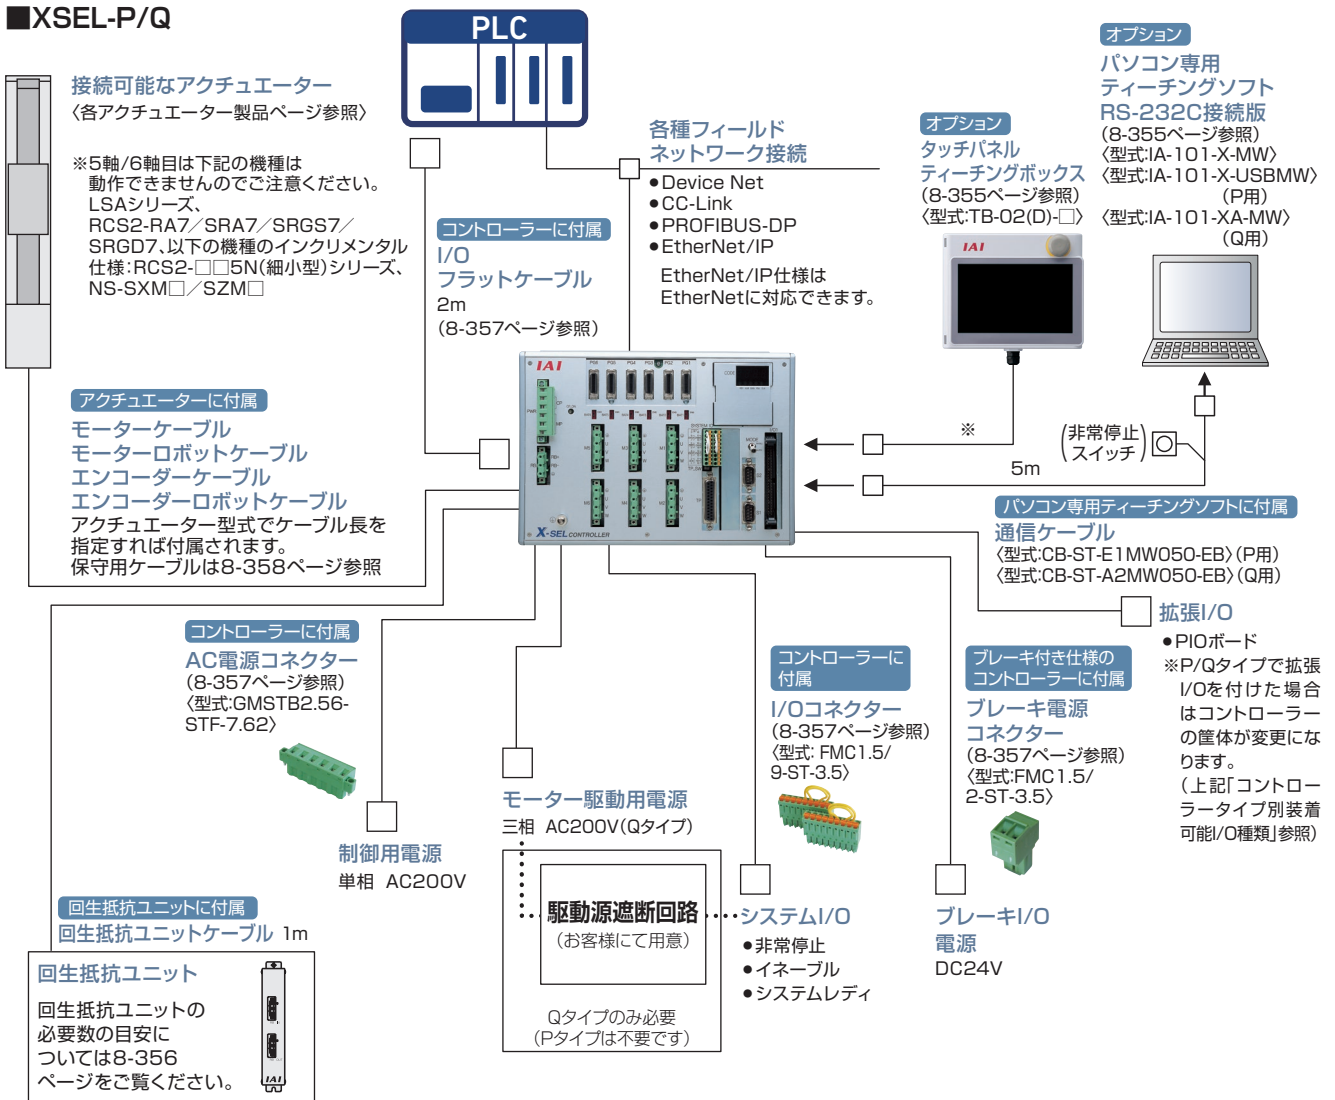 ■XSEL-P/Q
PLC
接続可能なアクチュエーター
〈各アクチュエーター製品ページ参照〉
※5軸/6軸目は下記の機種は
動作できませんのでご注意ください。
LSAシリーズ、
RCS2-RA7／SRA7／SRGS7／
SRGD7、以下の機種のインクリメンタル
仕様：RCS2-□□5N(細小型)シリーズ、
NS-SXM□／SZM□
コントローラーに付属
I/O
フラットケーブル
2m
(8-357ページ参照)
各種フィールド
ネットワーク接続
●Device Net
●CC-Link
●PROFIBUS-DP
●EtherNet/IP
EtherNet/IP仕様は
EtherNetに対応できます。
オプション
タッチパネル
ティーチングボックス
(8-355ページ参照)
〈型式:TB-02(D)-□〉
オプション
パソコン専用
ティーチングソフト
RS-232C接続版
(8-355ページ参照)
〈型式:IA-101-X-MW〉
〈型式:IA-101-X-USBMW〉
(P用)
〈型式:IA-101-XA-MW〉
(Q用)
IAI
IAI
X-SEL CONTROLLER
※
5m
(非常停止
スイッチ)
アクチュエーターに付属
モーターケーブル
モーターロボットケーブル
エンコーダーケーブル
エンコーダーロボットケーブル
アクチュエーター型式でケーブル長を
指定すれば付属されます。
保守用ケーブルは8-358ページ参照
パソコン専用ティーチングソフトに付属
通信ケーブル
〈型式:CB-ST-E1MW050-EB〉(P用)
〈型式:CB-ST-A2MW050-EB〉(Q用)
拡張I/O
●PIOボード
※P/Qタイプで拡張
I/Oを付けた場合
はコントローラー
の筐体が変更にな
ります。
(上記「コントロー
ラータイプ別装着
可能I/O種類」参照)
コントローラーに付属
AC電源コネクター
(8-357ページ参照)
〈型式:GMSTB2.56-
STF-7.62〉
制御用電源
単相 AC200V
モーター駆動用電源
三相 AC200V(Qタイプ)
駆動源遮断回路
(お客様にて用意)
Qタイプのみ必要
(Pタイプは不要です)
コントローラーに
付属
I/Oコネクター
(8-357ページ参照)
〈型式: FMC1.5/
9-ST-3.5〉
システムI/O
●非常停止
●イネーブル
●システムレディ
ブレーキ付き仕様の
コントローラーに付属
ブレーキ電源
コネクター
(8-357ページ参照)
〈型式:FMC1.5/
2-ST-3.5〉
ブレーキI/O
電源
DC24V
回生抵抗ユニットに付属
回生抵抗ユニットケーブル 1m
回生抵抗ユニット
回生抵抗ユニットの
必要数の目安に
ついては8-356
ページをご覧ください。
IAI